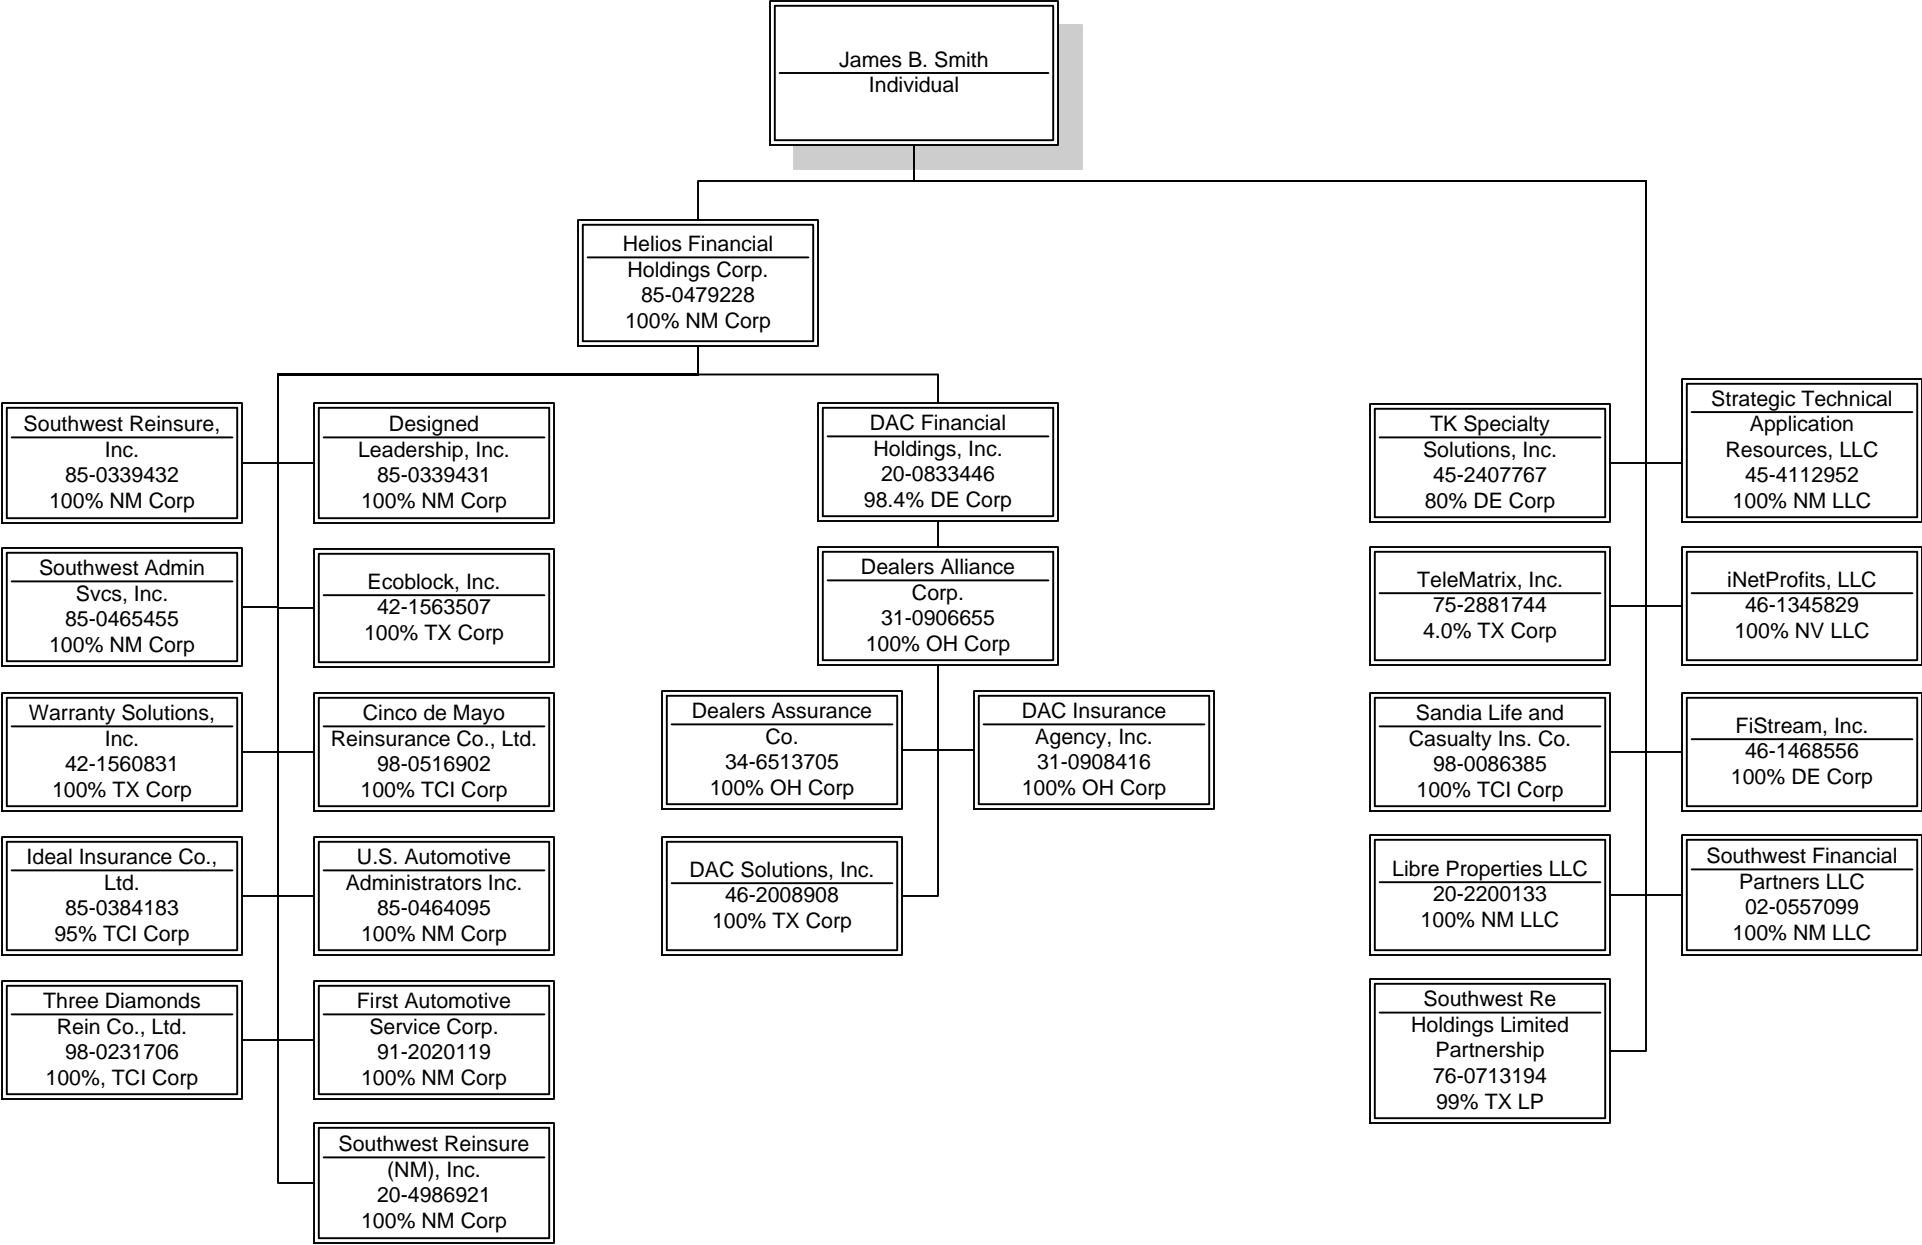 James B. Smith
Individual
Helios Financial
Holdings Corp.
85-0479228
100% NM Corp
Southwest Reinsure,
Inc.
85-0339432
100% NM Corp
Designed
Leadership, Inc.
85-0339431
100% NM Corp
Southwest Admin
Svcs, Inc.
85-0465455
100% NM Corp
Ecoblock, Inc.
42-1563507
100% TX Corp
Warranty Solutions,
Inc.
42-1560831
100% TX Corp
Cinco de Mayo
Reinsurance Co., Ltd.
98-0516902
100% TCI Corp
Ideal Insurance Co.,
Ltd.
85-0384183
95% TCI Corp
U.S. Automotive
Administrators Inc.
85-0464095
100% NM Corp
Three Diamonds
Rein Co., Ltd.
98-0231706
100%, TCI Corp
First Automotive
Service Corp.
91-2020119
100% NM Corp
Southwest Reinsure
(NM), Inc.
20-4986921
100% NM Corp
DAC Financial
Holdings, Inc.
20-0833446
98.4% DE Corp
Dealers Alliance
Corp.
31-0906655
100% OH Corp
Dealers Assurance
Co.
34-6513705
100% OH Corp
DAC Insurance
Agency, Inc.
31-0908416
100% OH Corp
DAC Solutions, Inc.
46-2008908
100% TX Corp
TK Specialty
Solutions, Inc.
45-2407767
80% DE Corp
Strategic Technical
Application
Resources, LLC
45-4112952
100% NM LLC
TeleMatrix, Inc.
75-2881744
4.0% TX Corp
iNetProfits, LLC
46-1345829
100% NV LLC
Sandia Life and
Casualty Ins. Co.
98-0086385
100% TCI Corp
FiStream, Inc.
46-1468556
100% DE Corp
Libre Properties LLC
20-2200133
100% NM LLC
Southwest Financial
Partners LLC
02-0557099
100% NM LLC
Southwest Re
Holdings Limited
Partnership
76-0713194
99% TX LP